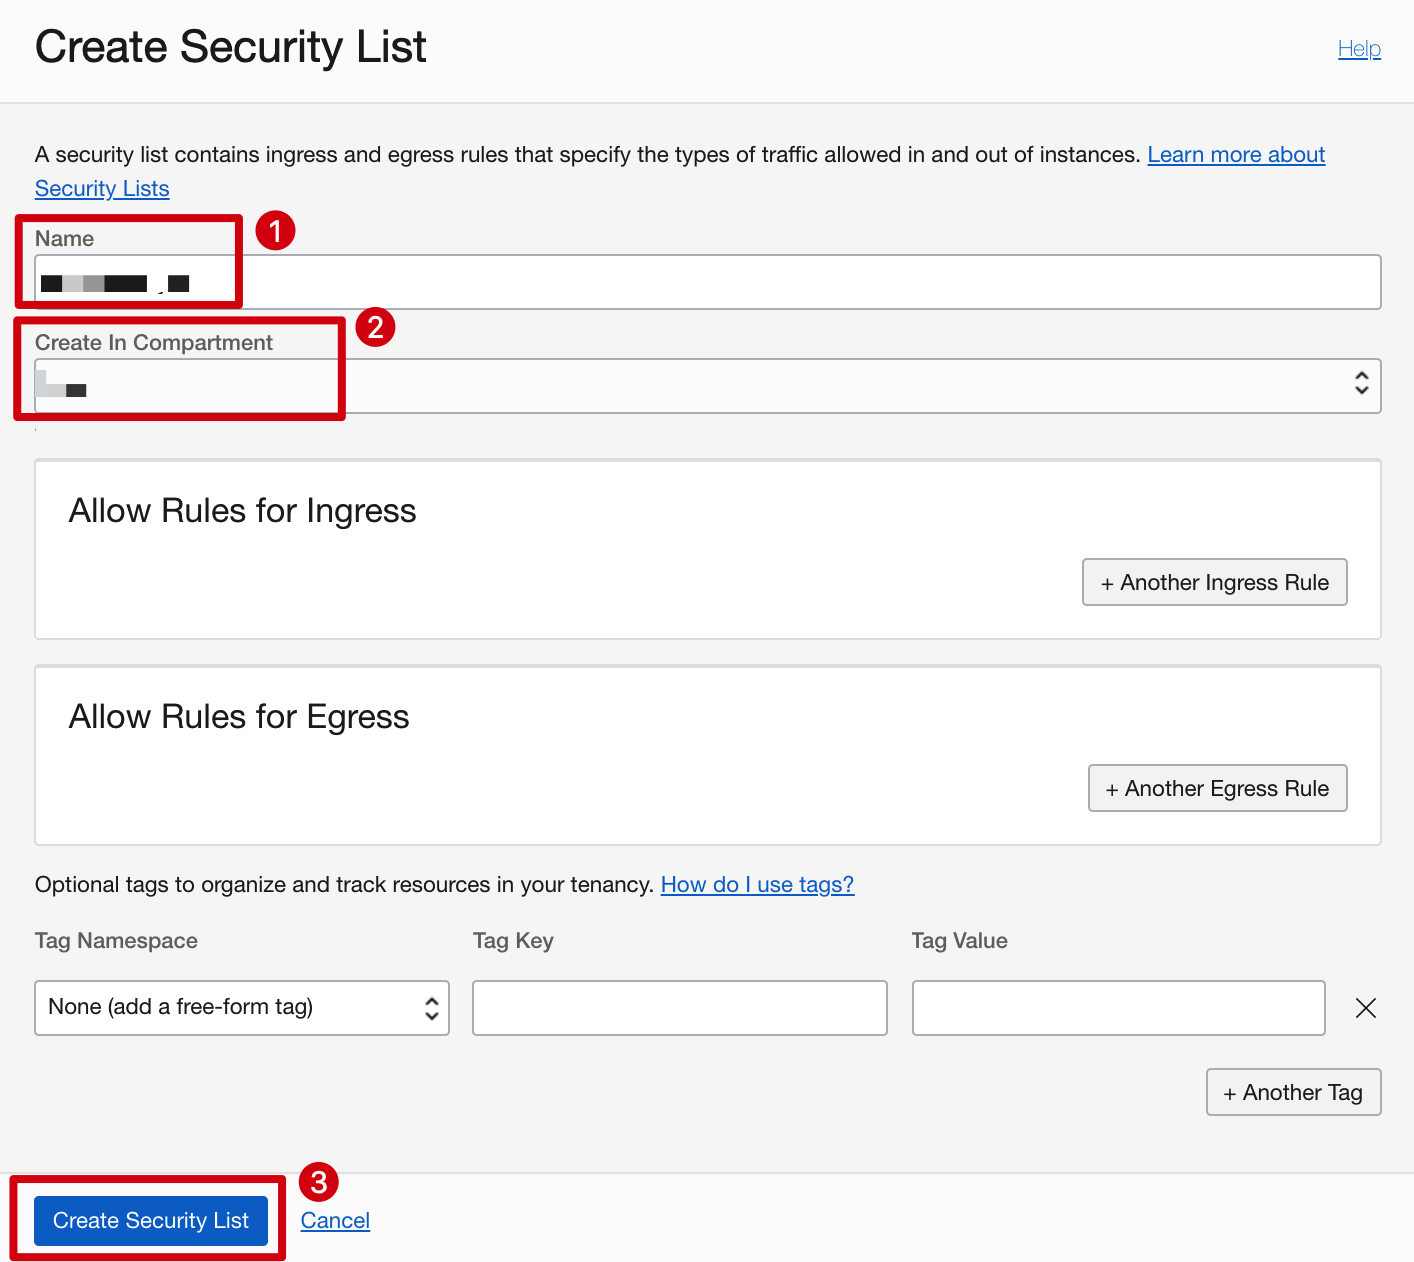 Create Security List
Help
A security list contains ingress and egress rules that specify the types of traffic allowed in and out of instances. Learn more about
Security Lists
Name
1
Create In Compartment
2
Allow Rules for Ingress
+ Another Ingress Rule
Allow Rules for Egress
+ Another Egress Rule
Optional tags to organize and track resources in your tenancy. How do I use tags?
Tag Namespace
Tag Key
Tag Value
None (add a free-form tag)
+ Another Tag
3
Create Security List
Cancel